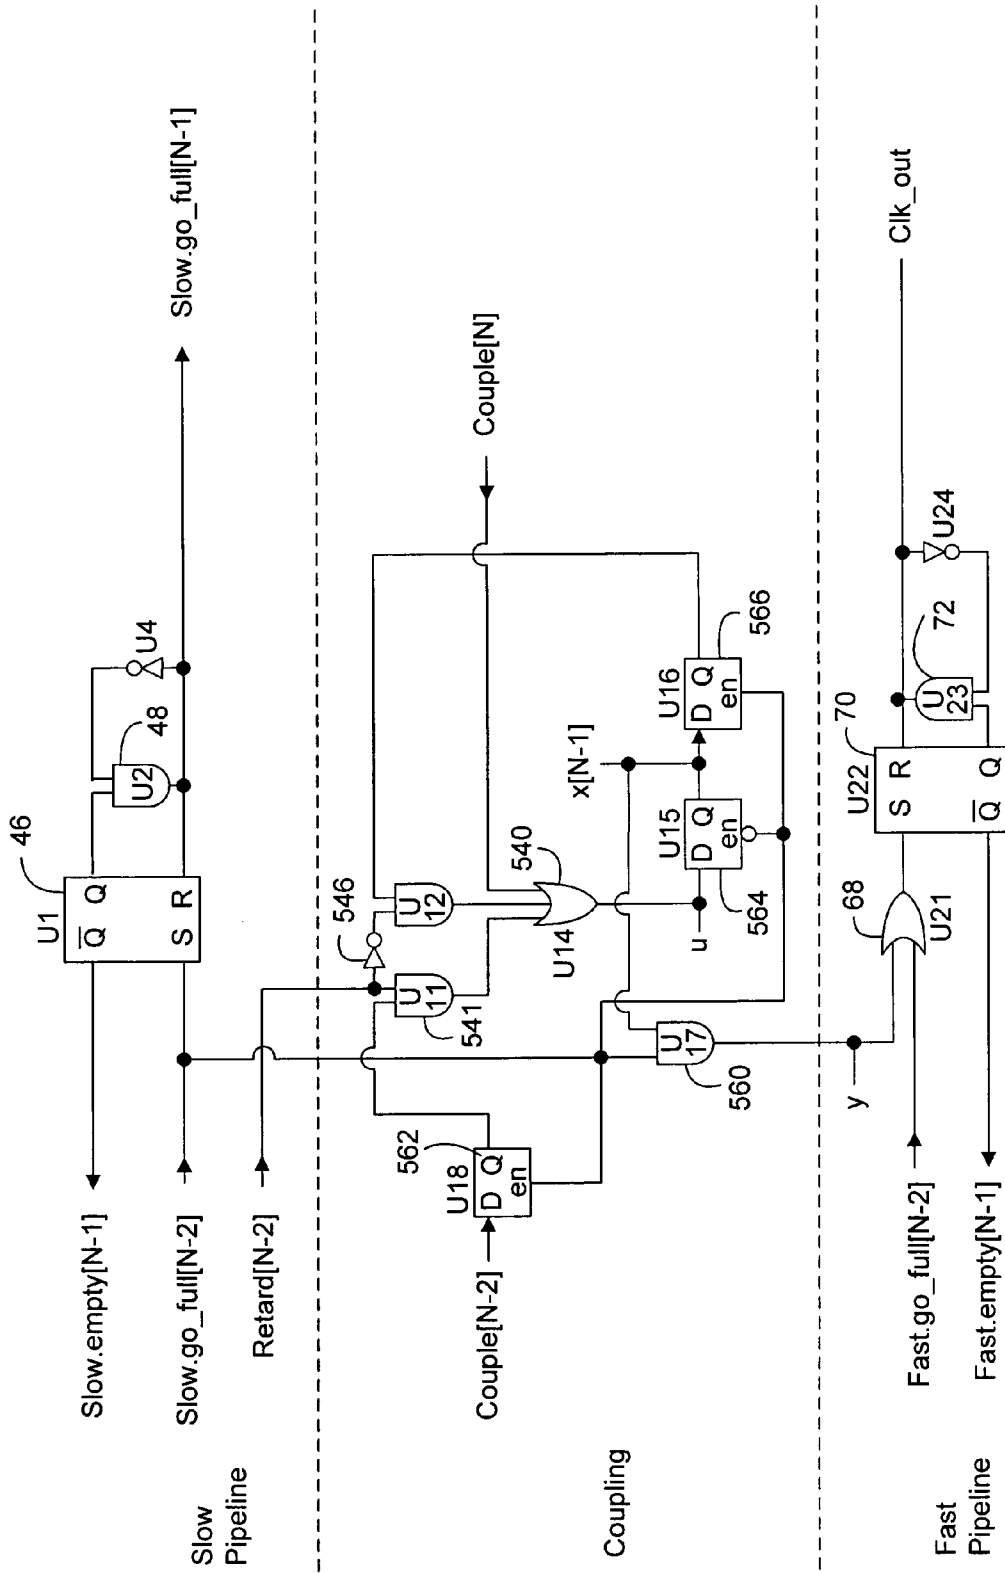 Slow
Pipeline
Slow.empty[N-1]
Slow.go_full[N-2]
Retard[N-2]
U1
46
Q
Q
S
R
U2
48
U4
Slow.go_full[N-1]
Coupling
Couple[N-2]
U18
D
Q
en
562
U
11
541
546
U
12
U14
540
Couple[N]
U
17
560
u
x[N-1]
U15
D
Q
en
564
U16
D
Q
en
566
y
Fast
Pipeline
Fast.go_full[N-2]
Fast.empty[N-1]
68
U21
U22
70
S
R
Q
Q
U
23
72
U24
Clk_out